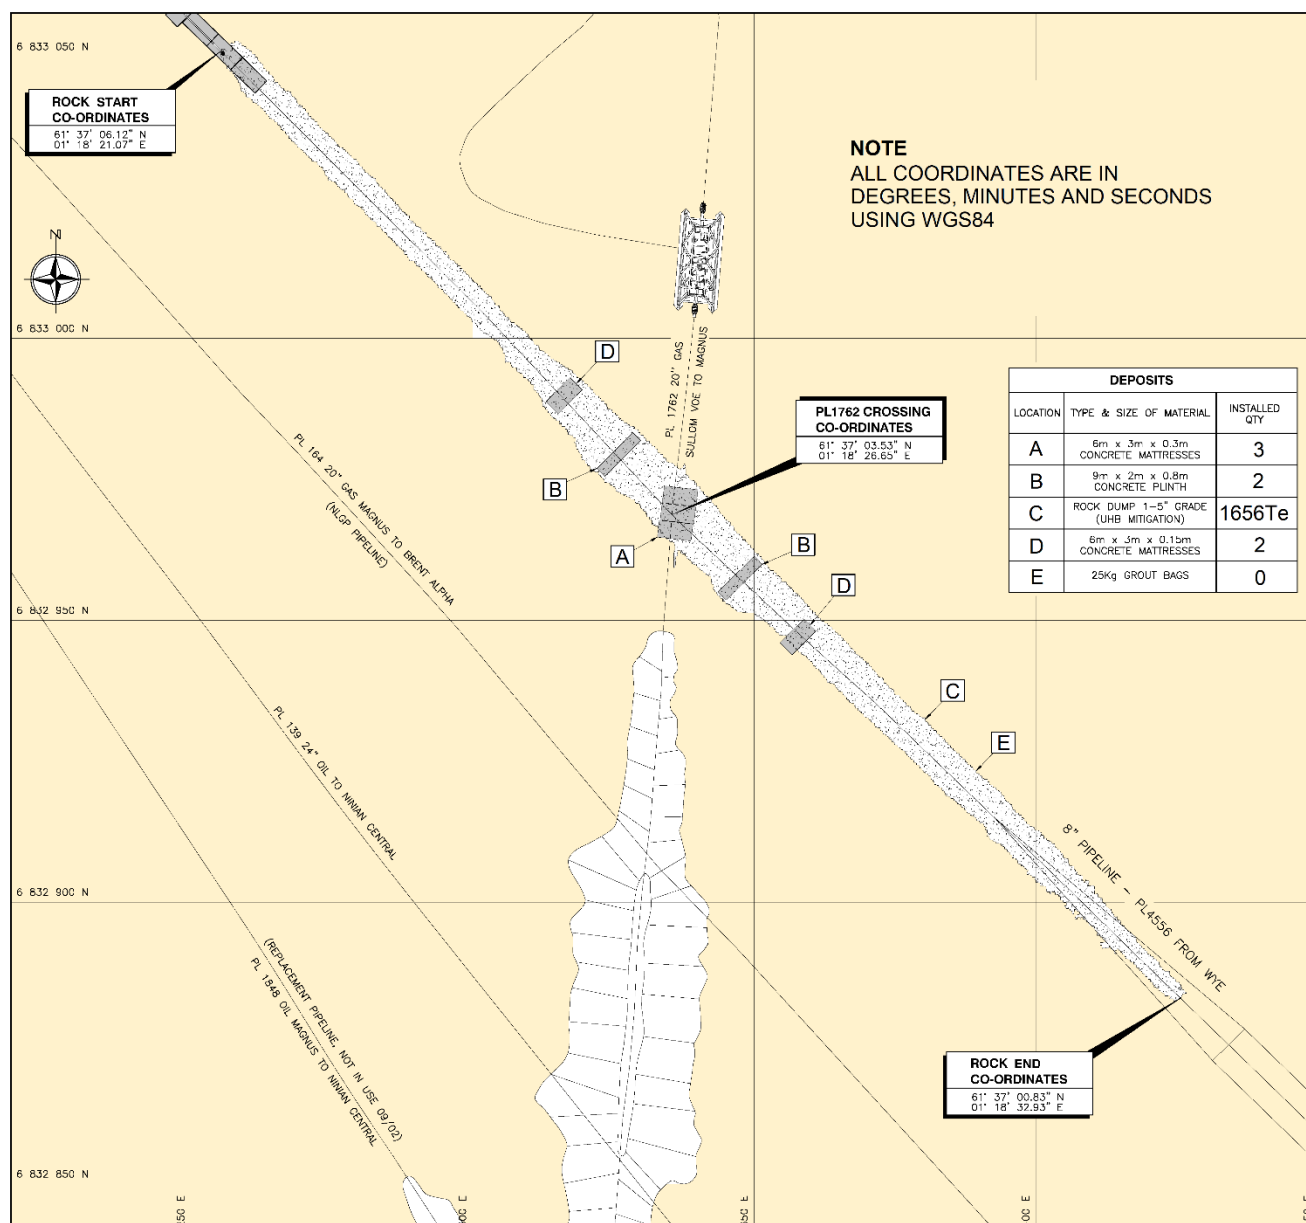 6 833 050 N
ROCK START
CO-ORDINATES
61° 37' 06.12" N
01° 18' 21.07" E
NOTE
ALL COORDINATES ARE IN
DEGREES, MINUTES AND SECONDS
USING WGS84
N
6 833 000 N
D
PL 1762 20" GAS
SULLOM VOE TO MAGNUS
PL1762 CROSSING
CO-ORDINATES
61° 37' 03.53" N
01° 18' 26.65" E
DEPOSITS
LOCATION TYPE & SIZE OF MATERIAL INSTALLED QTY
A 6m x 3m x 0.3m CONCRETE MATTRESSES 3
B 9m x 2m x 0.8m CONCRETE PLINTH 2
C ROCK DUMP 1-5" GRADE (UHB MITIGATION) 1656Te
D 6m x 3m x 0.15m CONCRETE MATTRESSES 2
E 25Kg GROUT BAGS 0
PL 164 20" GAS MAGNUS TO BRENT ALPHA
(NLGP PIPELINE)
B
A
B
D
6 832 950 N
C
E
PL 139 24" OIL TO NINIAN CENTRAL
8" PIPELINE - PL4556 FROM WYE
6 832 900 N
(REPLACEMENT PIPELINE, NOT IN USE 09/02)
PL 1848 OIL MAGNUS TO NINIAN CENTRAL
ROCK END
CO-ORDINATES
61° 37' 00.83" N
01° 18' 32.93" E
6 832 850 N